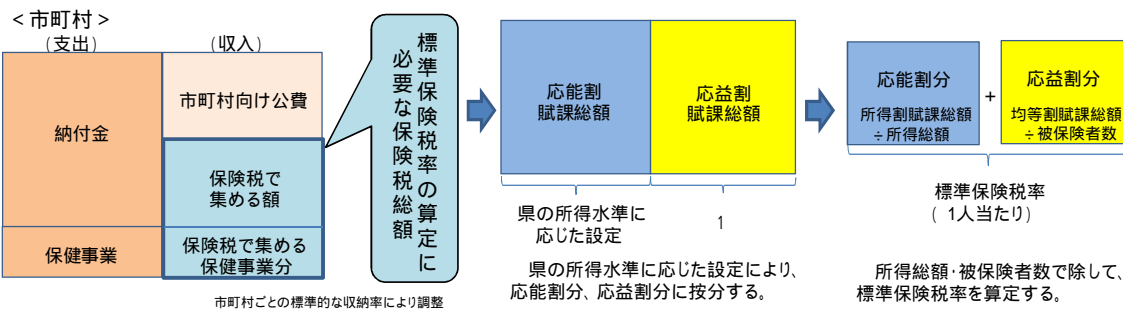 ＜市町村＞
（支出）
（収入）
納付金
保健事業
市町村向け公費
保険税で
集める額
保険税で集める
保健事業分
標準保険税率の算定に
必要な保険税総額
市町村ごとの標準的な収納率により調整
応能割
賦課総額
応益割
賦課総額
県の所得水準に
応じた設定
1
県の所得水準に応じた設定により、
応能割分、応益割分に按分する。
応能割分
所得割賦課総額
÷所得総額
+
応益割分
均等割賦課総額
÷被保険者数
標準保険税率
（ 1人当たり）
所得総額・被保険者数で除して、
標準保険税率を算定する。